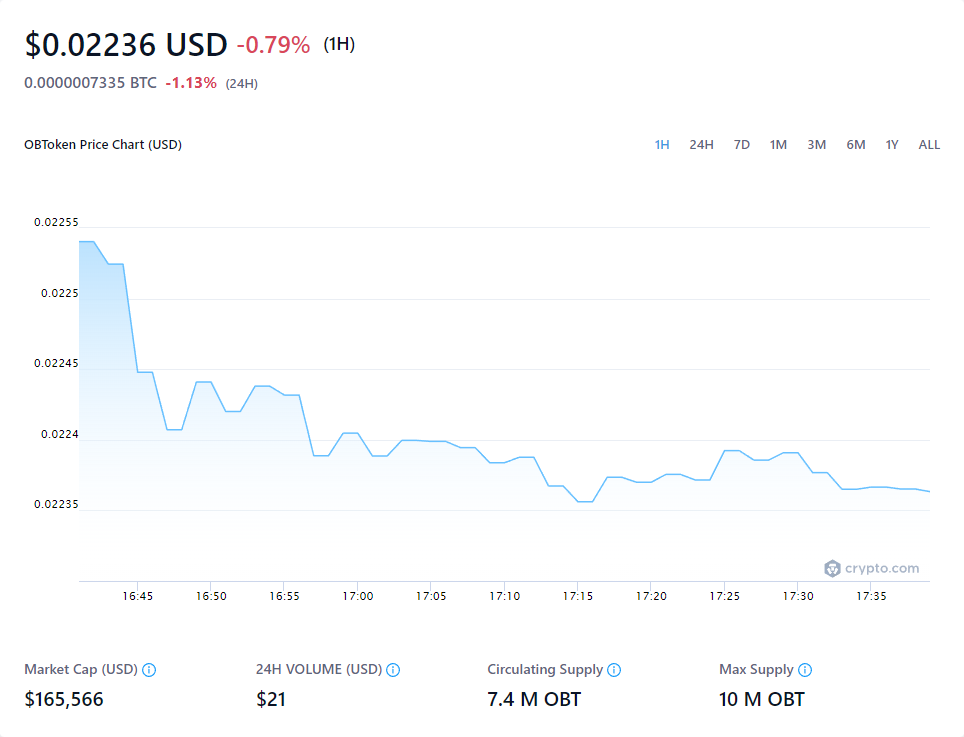 $0.02236 USD -0.79% (1H)
0.0000007335 BTC -1.13% (24H)
OBToken Price Chart (USD) 1H 24H 7D 1M 3M 6M 1Y ALL
0.02255
0.0225
0.02245
0.0224
0.02235
crypto.com
16:45 16:50 16:55 17:00 17:05 17:10 17:15 17:20 17:25 17:30 17:35
Market Cap (USD) 24H VOLUME (USD) Circulating Supply Max Supply
$165,566 $21 7.4 M OBT 10 M OBT